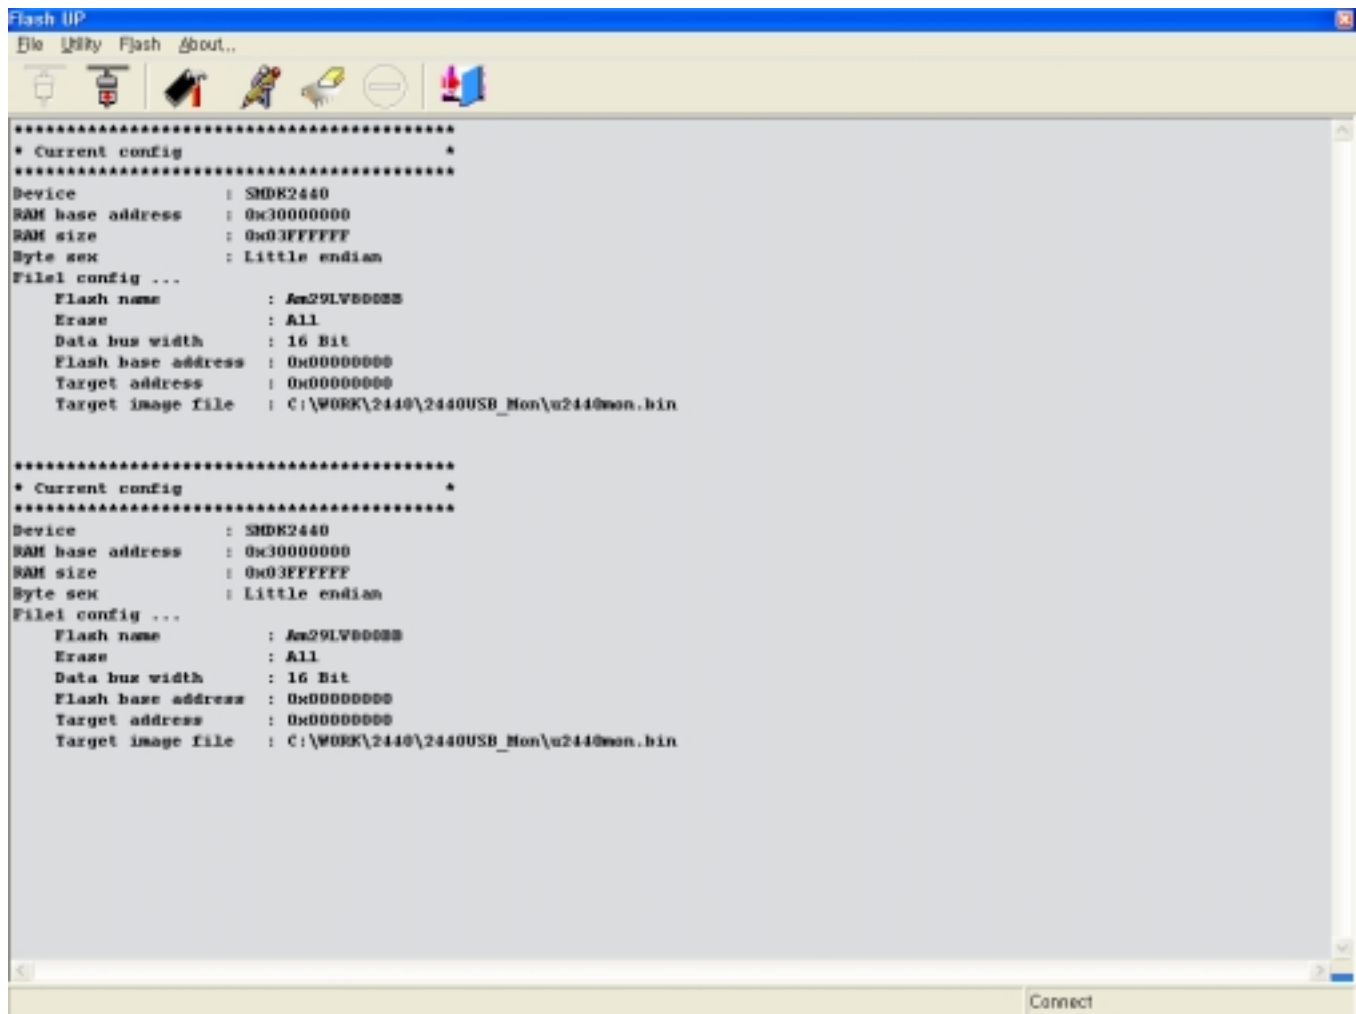 Flash UP
File Utility Flash About...
******************************************
* Current config *
******************************************
Device : SMDK2440
RAM base address : 0x30000000
RAM size : 0x03FFFFFF
Byte sex : Little endian
File1 config ...
Flash name : Am29LV800BB
Erase : All
Data bus width : 16 Bit
Flash base address : 0x00000000
Target address : 0x00000000
Target image file : C:\WORK\2440\2440USB_Mon\u2440mon.bin
******************************************
* Current config *
******************************************
Device : SMDK2440
RAM base address : 0x30000000
RAM size : 0x03FFFFFF
Byte sex : Little endian
File1 config ...
Flash name : Am29LV800BB
Erase : All
Data bus width : 16 Bit
Flash base address : 0x00000000
Target address : 0x00000000
Target image file : C:\WORK\2440\2440USB_Mon\u2440mon.bin
Connect